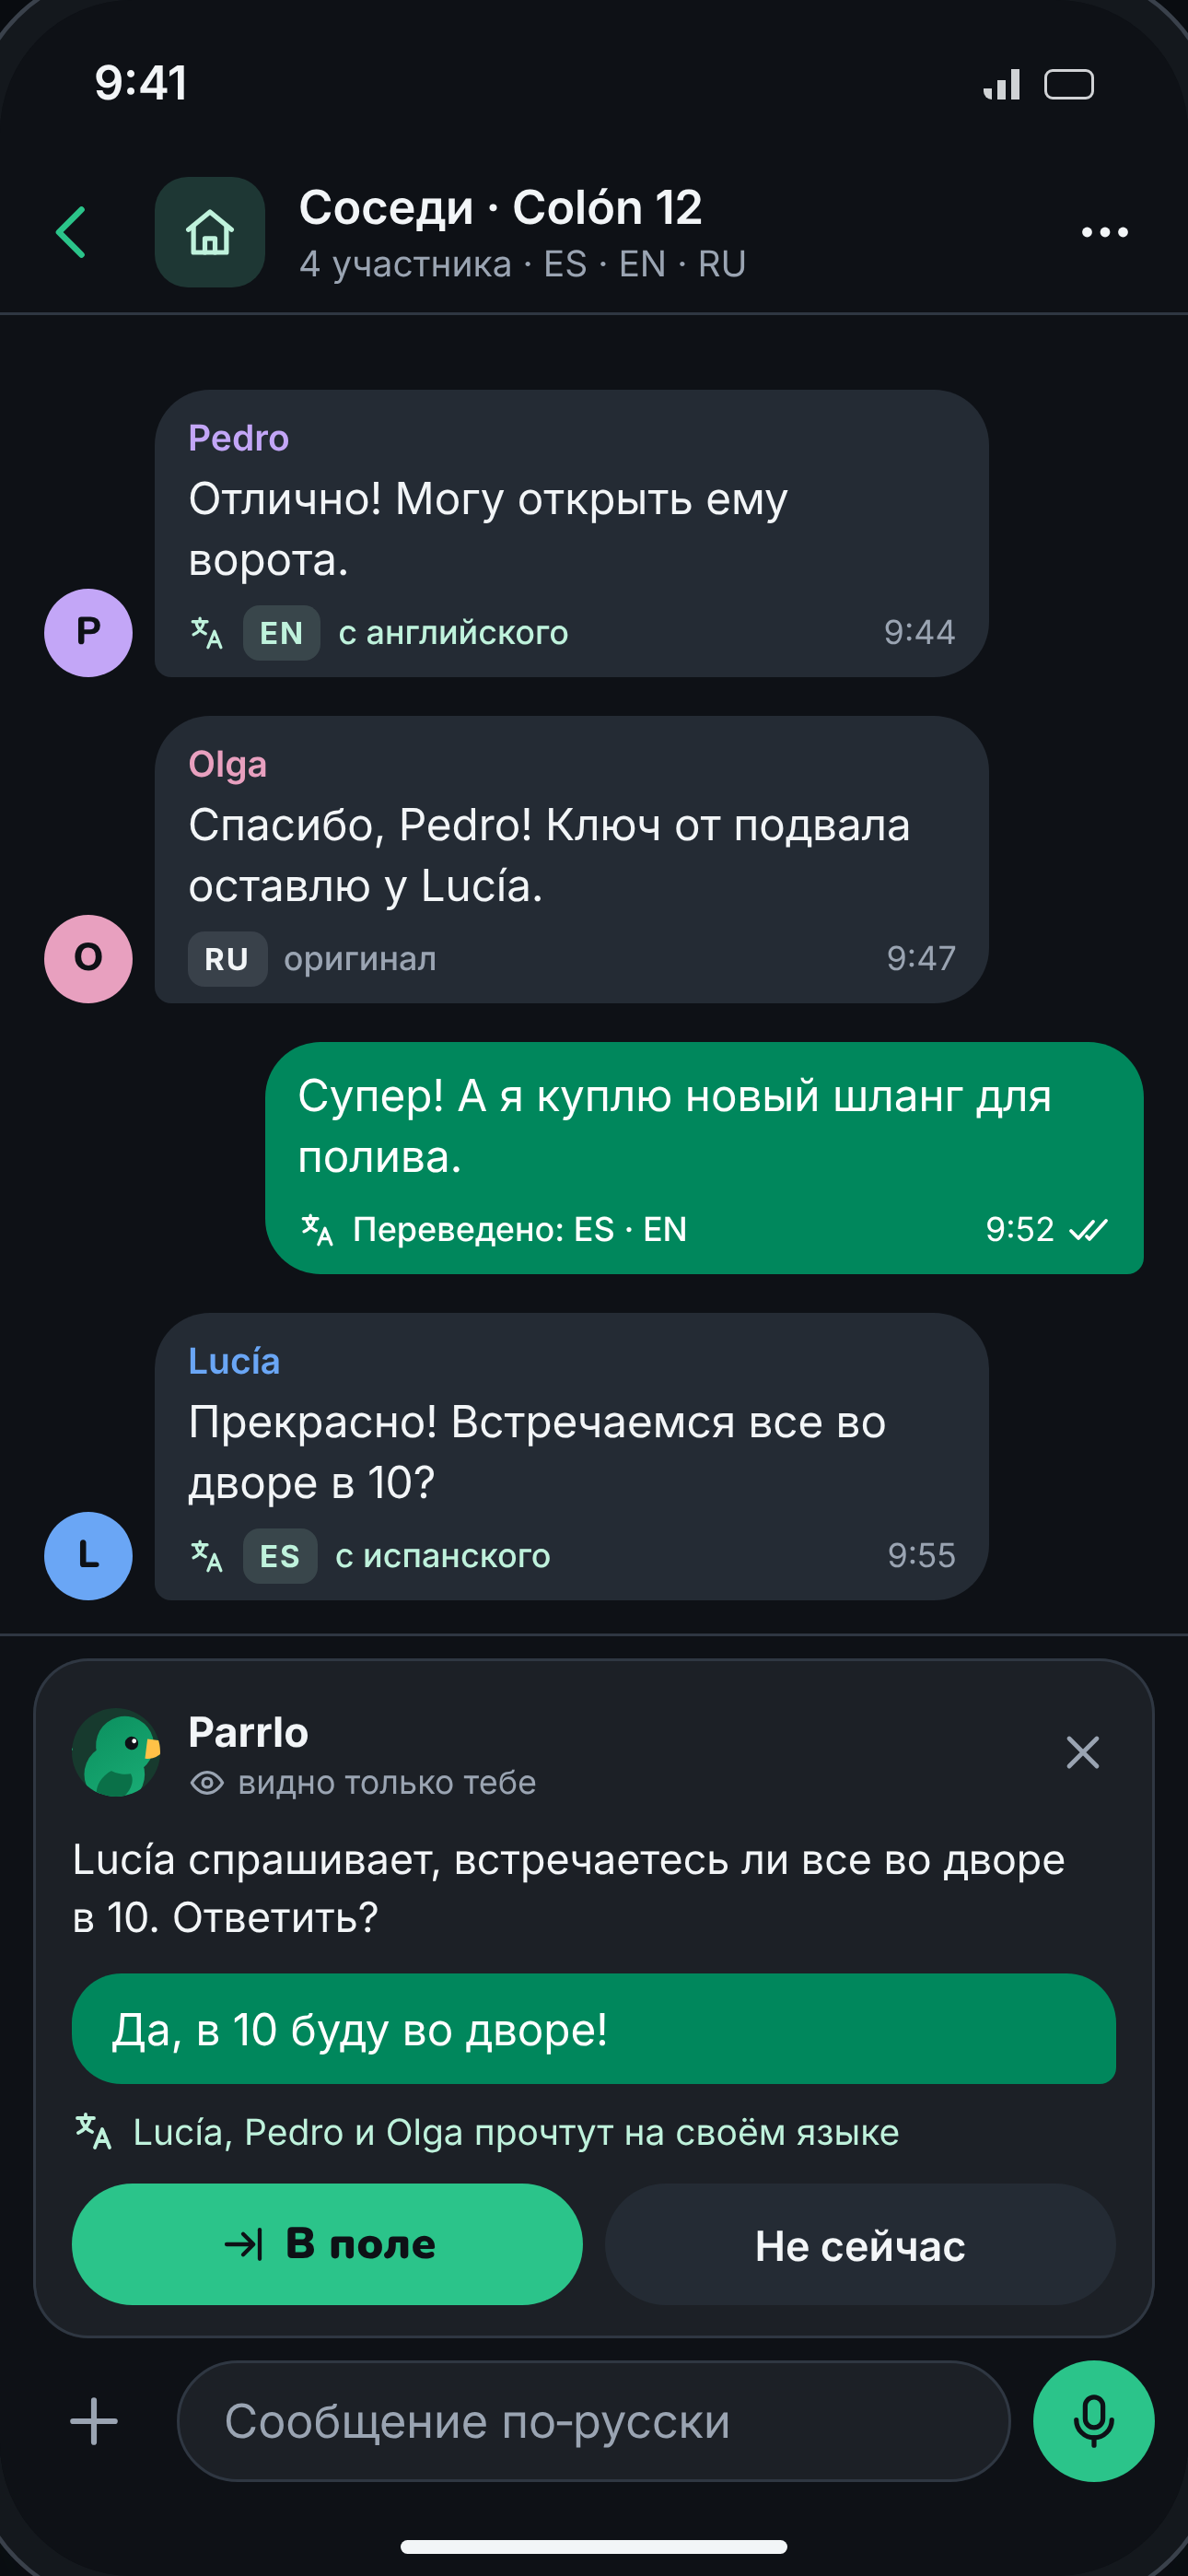 9:41
Соседи · Colón 12
4 участника · ES · EN · RU
Pedro
Отлично! Могу открыть ему
ворота.
P
EN с английского 9:44
Olga
Спасибо, Pedro! Ключ от подвала
оставлю у Lucía.
O
RU оригинал 9:47
Супер! А я куплю новый шланг для
полива.
Переведено: ES · EN 9:52
Lucía
Прекрасно! Встречаемся все во
дворе в 10?
L
ES с испанского 9:55
Parrlo
видно только тебе
Lucía спрашивает, встречаетесь ли все во дворе
в 10. Ответить?
Да, в 10 буду во дворе!
Lucía, Pedro и Olga прочтут на своём языке
В поле
Не сейчас
Сообщение по-русски